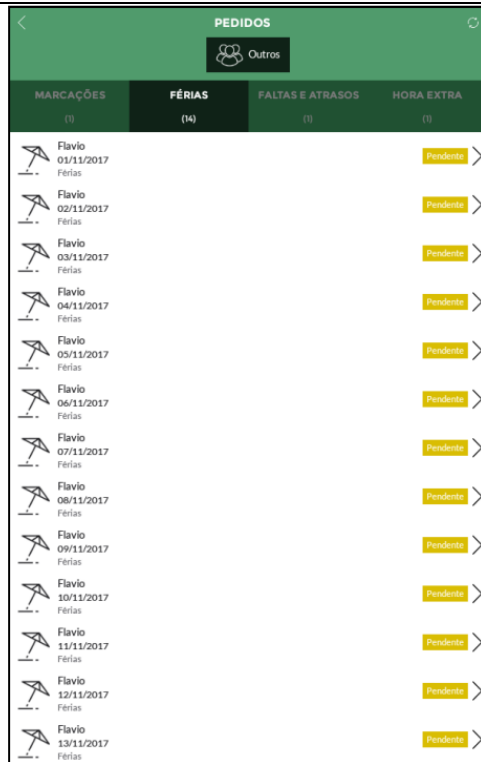 PEDIDOS
Outros
MARCAÇÕES FÉRIAS FALTAS E ATRASOS HORA EXTRA
(1) (14) (1) (1)
Flavio
01/11/2017 Pendente
Férias
Flavio
02/11/2017 Pendente
Férias
Flavio
03/11/2017 Pendente
Férias
Flavio
04/11/2017 Pendente
Férias
Flavio
05/11/2017 Pendente
Férias
Flavio
06/11/2017 Pendente
Férias
Flavio
07/11/2017 Pendente
Férias
Flavio
08/11/2017 Pendente
Férias
Flavio
09/11/2017 Pendente
Férias
Flavio
10/11/2017 Pendente
Férias
Flavio
11/11/2017 Pendente
Férias
Flavio
12/11/2017 Pendente
Férias
Flavio
13/11/2017 Pendente
Férias